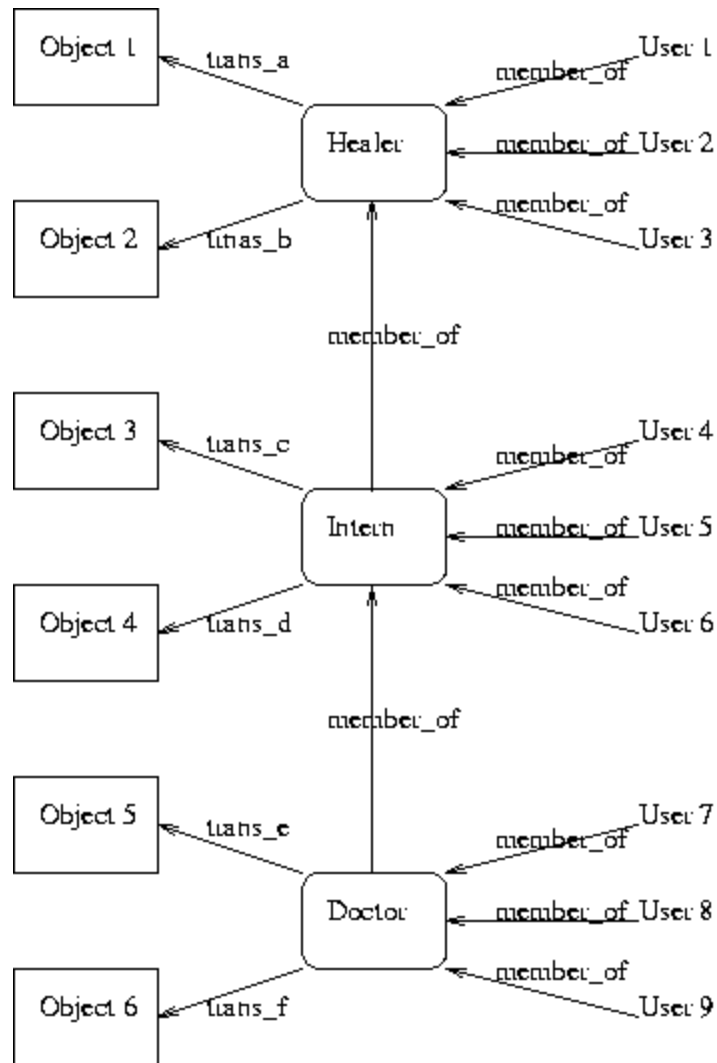 Object 1
trans_a
User 1
member_of
Healer
member_of User 2
Object 2
trnas_b
member_of
User 3
member_of
Object 3
trans_c
User 4
member_of
Intern
member_of User 5
Object 4
trans_d
member_of
User 6
member_of
Object 5
trans_e
User 7
member_of
Doctor
member_of User 8
Object 6
trans_f
member_of
User 9